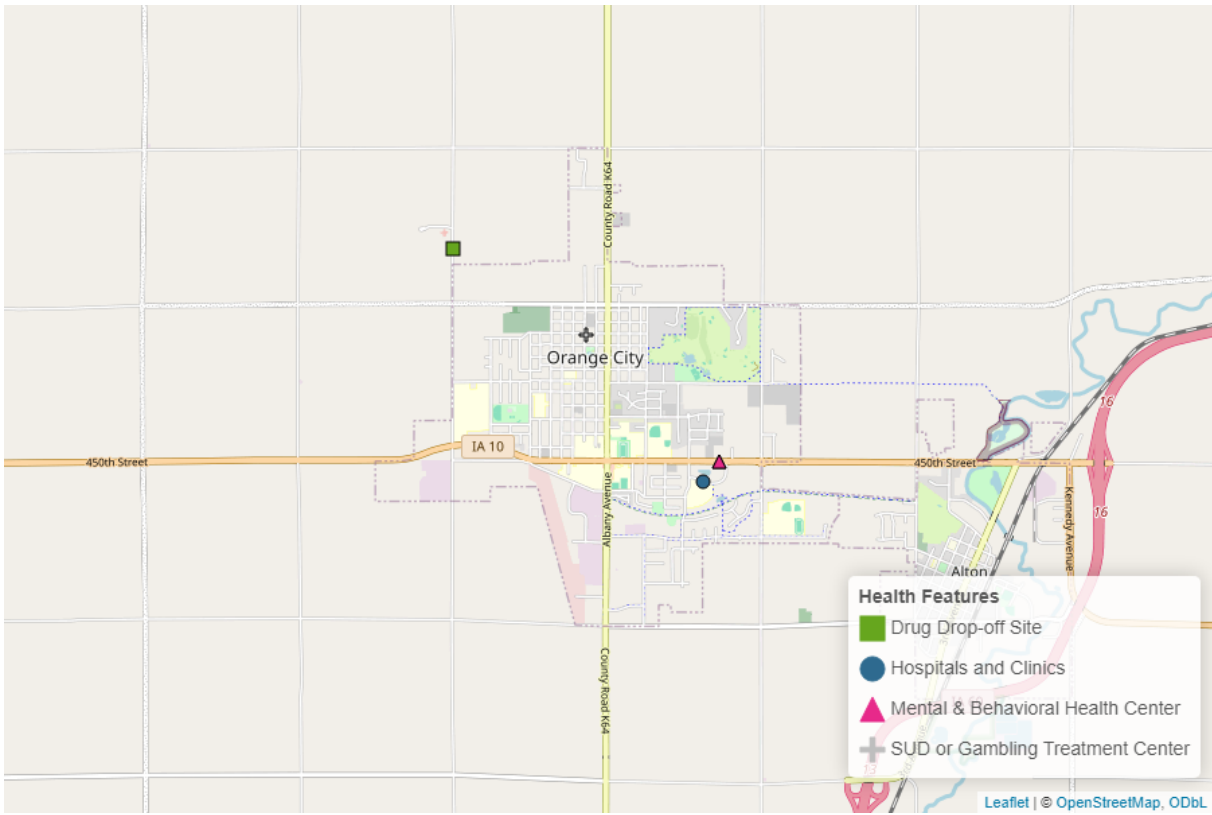 County Road K64
Orange City
16
IA 10
450th Street
450th Street
Albany Avenue
Kennedy Avenue
16
Alton
County Road K64
Health Features
Drug Drop-off Site
Hospitals and Clinics
Mental & Behavioral Health Center
SUD or Gambling Treatment Center
Leaflet | © OpenStreetMap, ODbL